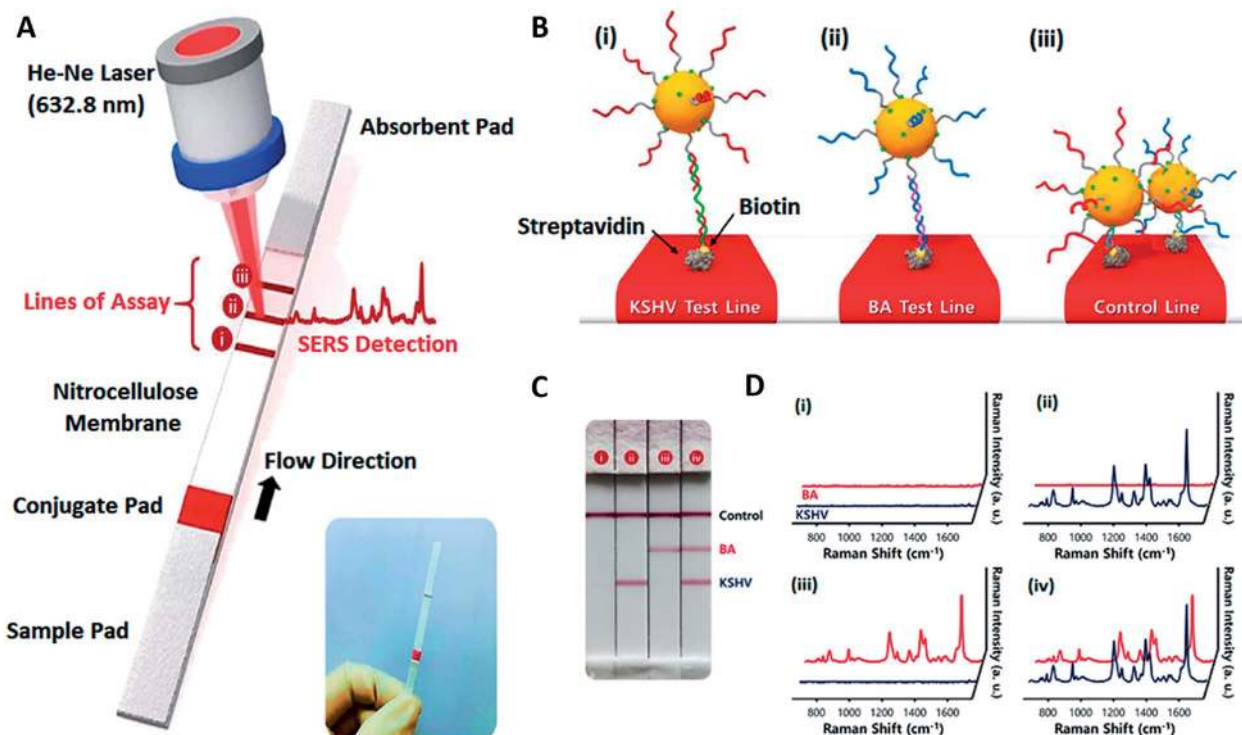 A
He-Ne Laser
(632.8 nm)
Absorbent Pad
Lines of Assay
iii
ii
i
SERS Detection
Nitrocellulose
Membrane
Flow Direction
Conjugate Pad
Sample Pad
B
(i)
(ii)
(iii)
Streptavidin
Biotin
KSHV Test Line
BA Test Line
Control Line
C
i
ii
iii
iv
Control
BA
KSHV
D
(i)
BA
KSHV
800 1000 1200 1400 1600
Raman Shift (cm⁻¹)
Raman Intensity (a. u.)
(ii)
800 1000 1200 1400 1600
Raman Shift (cm⁻¹)
Raman Intensity (a. u.)
(iii)
800 1000 1200 1400 1600
Raman Shift (cm⁻¹)
Raman Intensity (a. u.)
(iv)
800 1000 1200 1400 1600
Raman Shift (cm⁻¹)
Raman Intensity (a. u.)